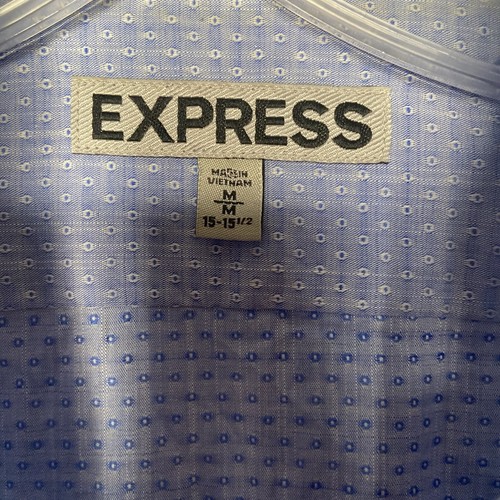 EXPRESS
MADE IN
VIETNAM
M
M
15-15 1/2